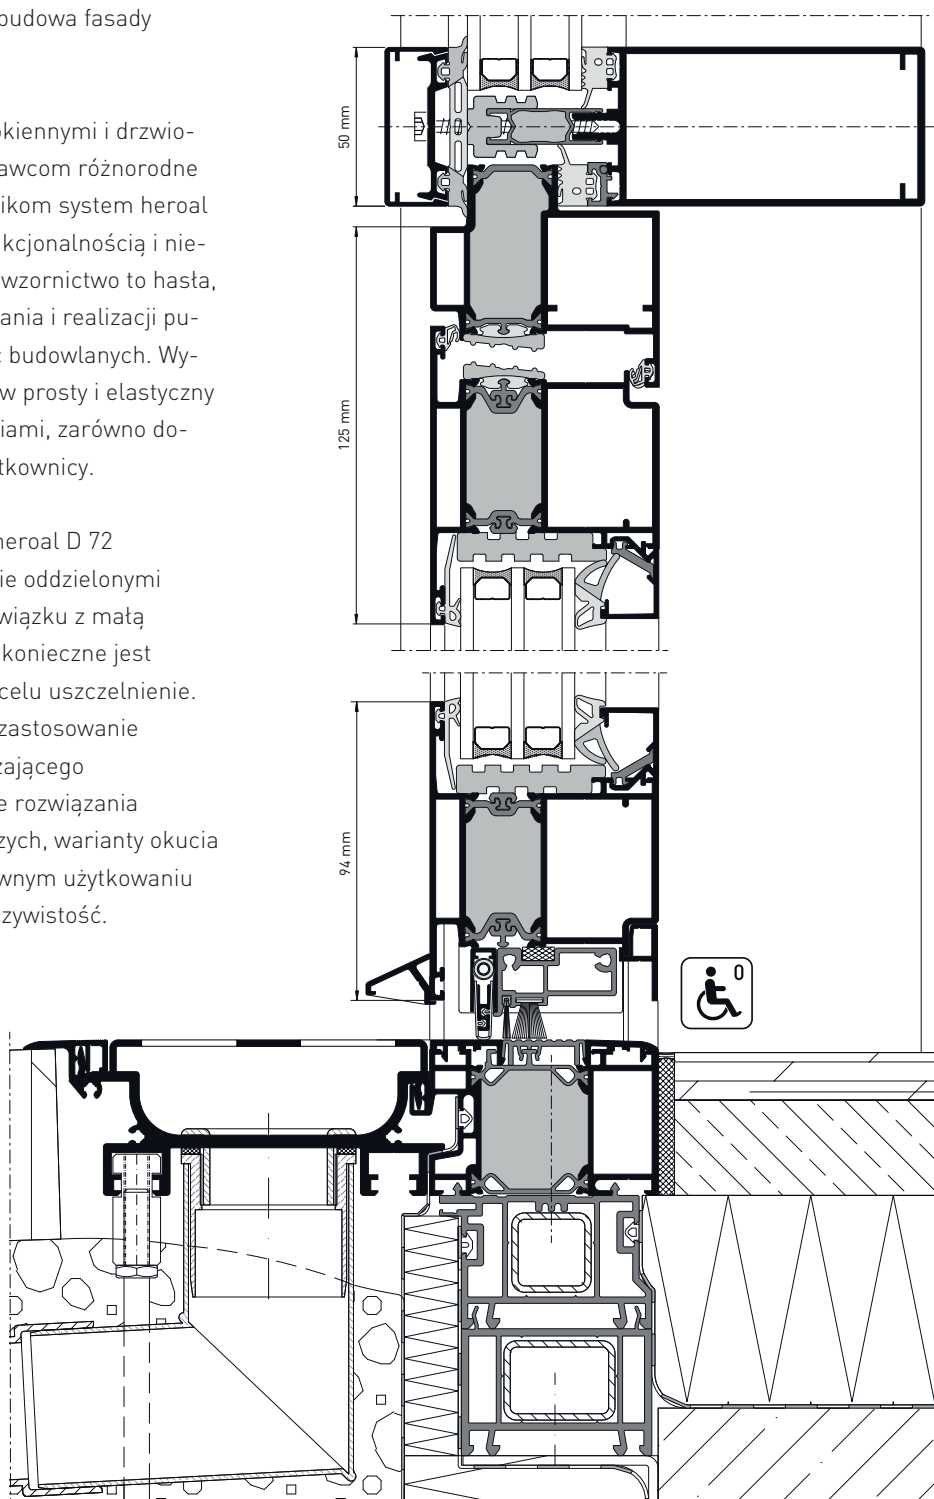 budowa fasady
okiennymi i drzwio-
awcom różnorodne
ikom system heroal
kcjonalnością i nie-
wzornictwo to hasła,
ania i realizacji pu-
budowlanych. Wy-
w prosty i elastyczny
iami, zarówno do-
tkownicy.
heroal D 72
ie oddzielonymi
wiązku z małą
konieczne jest
celu uszczelnienie.
zastosowanie
zającego
e rozwiązania
zych, warianty okucia
wnym użytkowaniu
czywistość.
50 mm
125 mm
94 mm
0